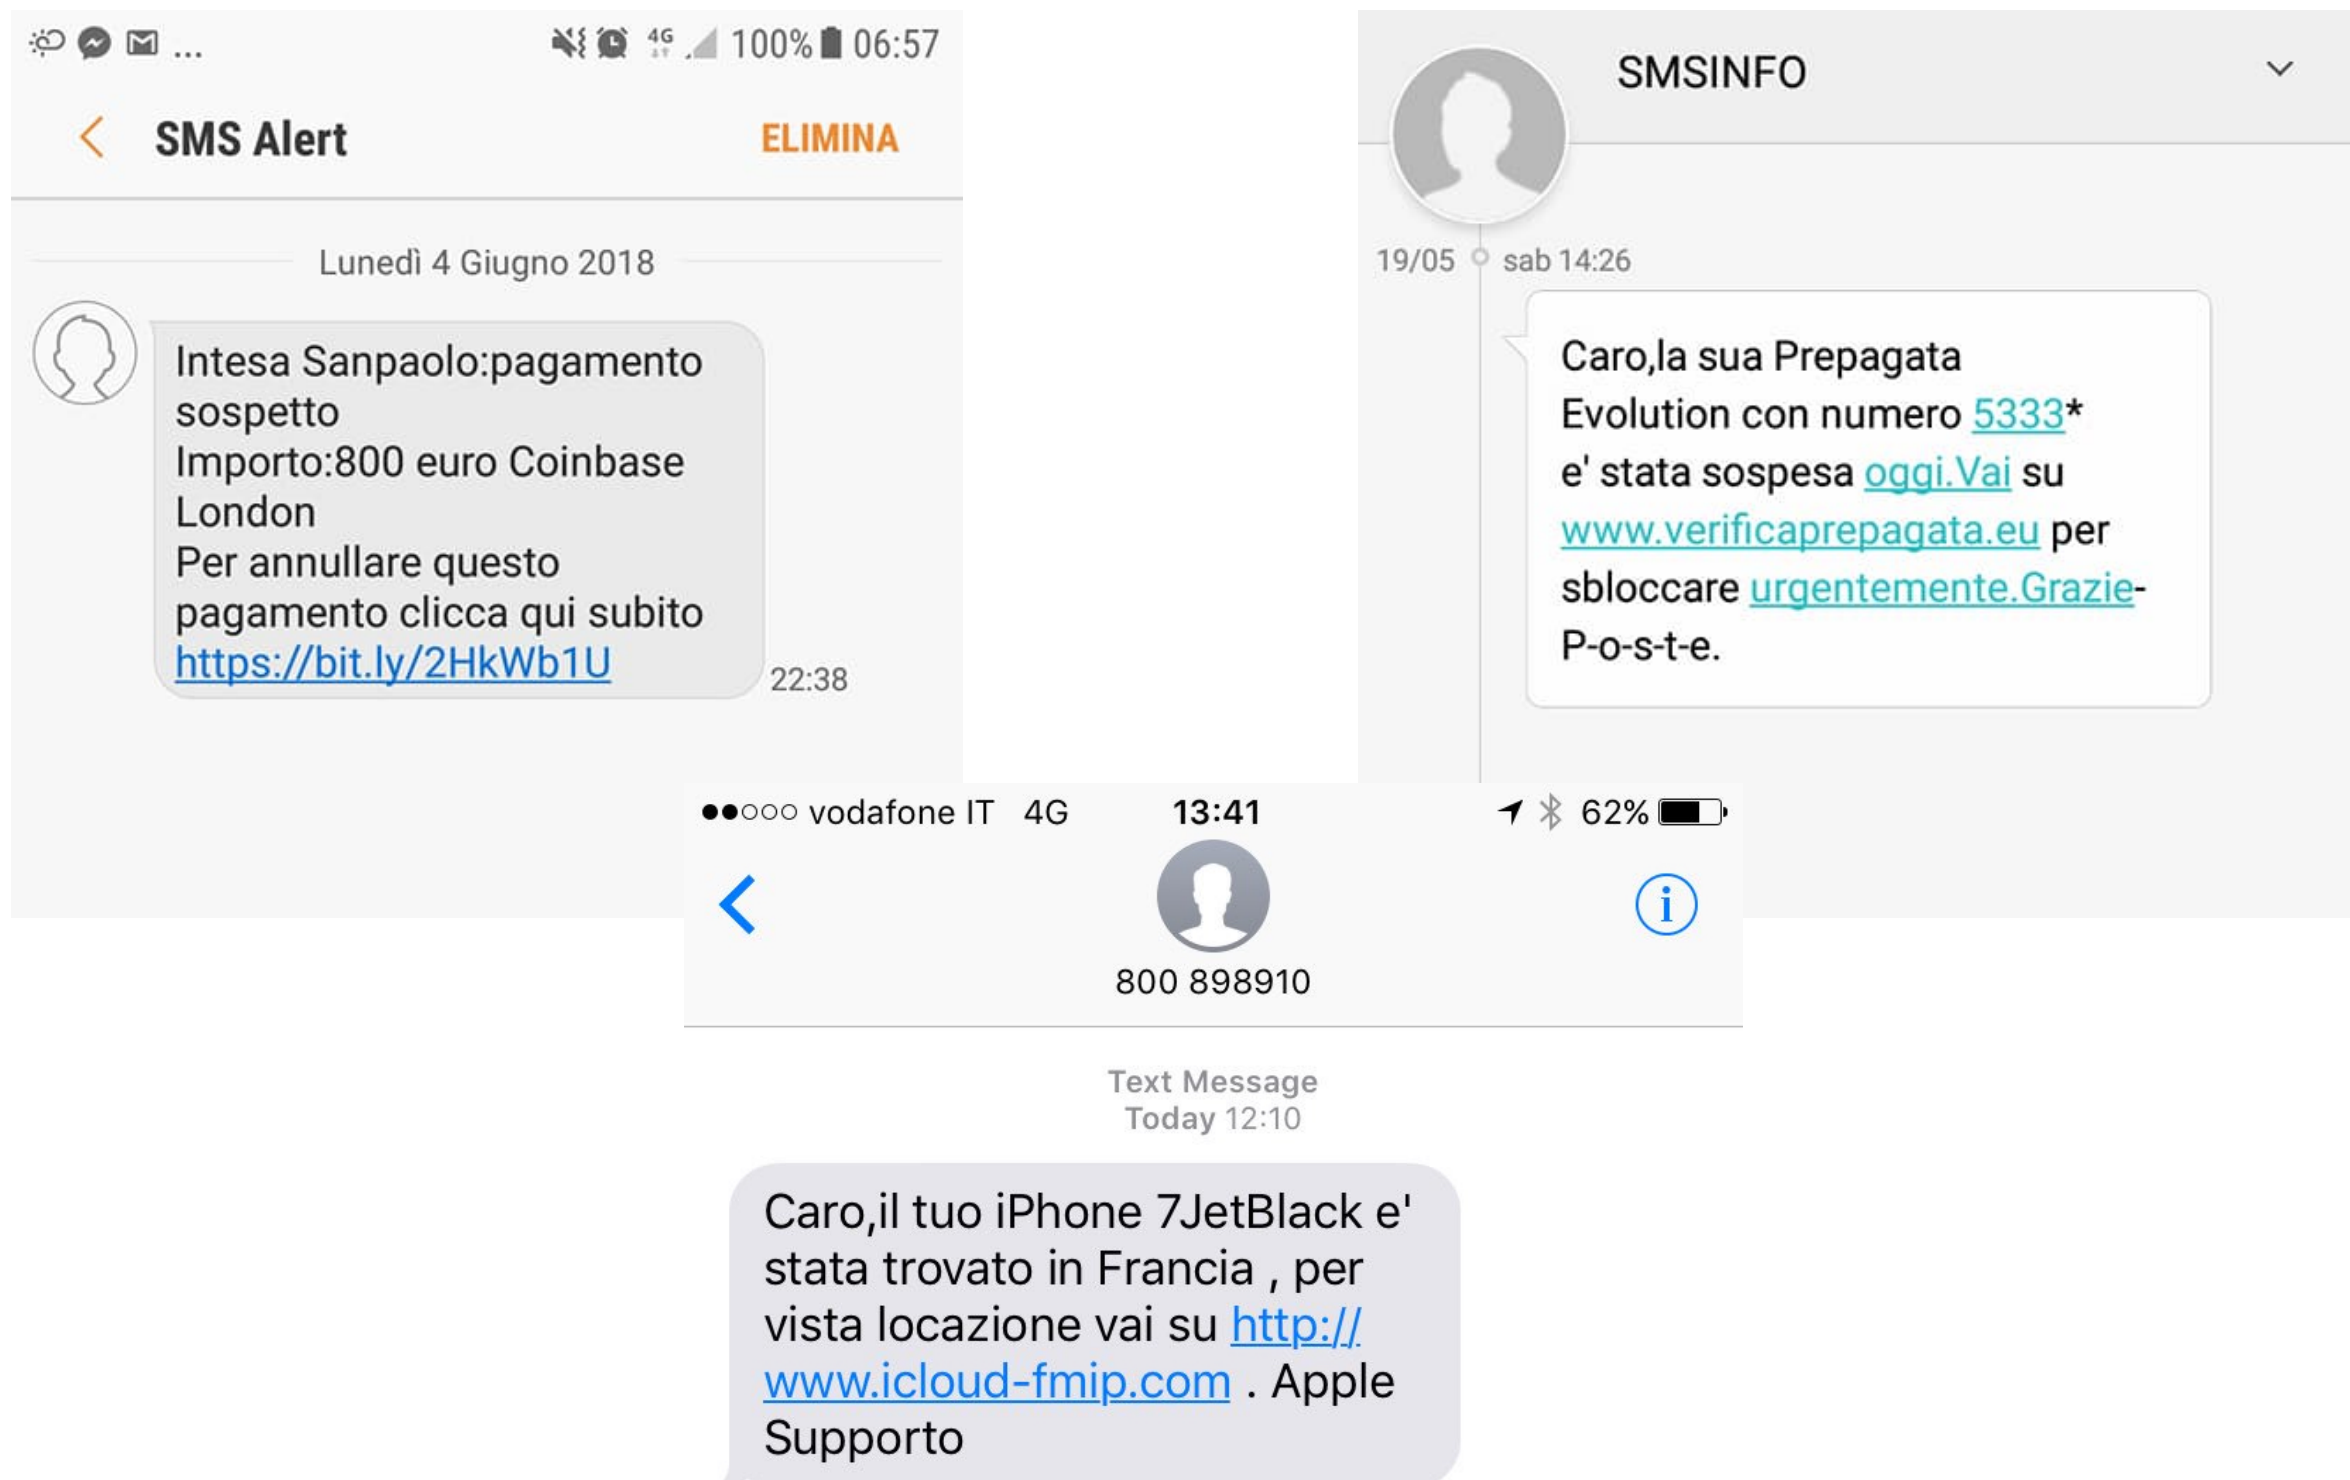 ... 4G 100% 06:57
SMS Alert ELIMINA
Lunedì 4 Giugno 2018
Intesa Sanpaolo:pagamento
sospetto
Importo:800 euro Coinbase
London
Per annullare questo
pagamento clicca qui subito
https://bit.ly/2HkWb1U
22:38
SMSINFO
19/05 sab 14:26
Caro,la sua Prepagata
Evolution con numero 5333*
e' stata sospesa oggi.Vai su
www.verificaprepagata.eu per
sbloccare urgentemente.Grazie-
P-o-s-t-e.
vodafone IT 4G 13:41 62%
800 898910
Text Message
Today 12:10
Caro,il tuo iPhone 7JetBlack e'
stata trovato in Francia , per
vista locazione vai su http://
www.icloud-fmip.com . Apple
Supporto